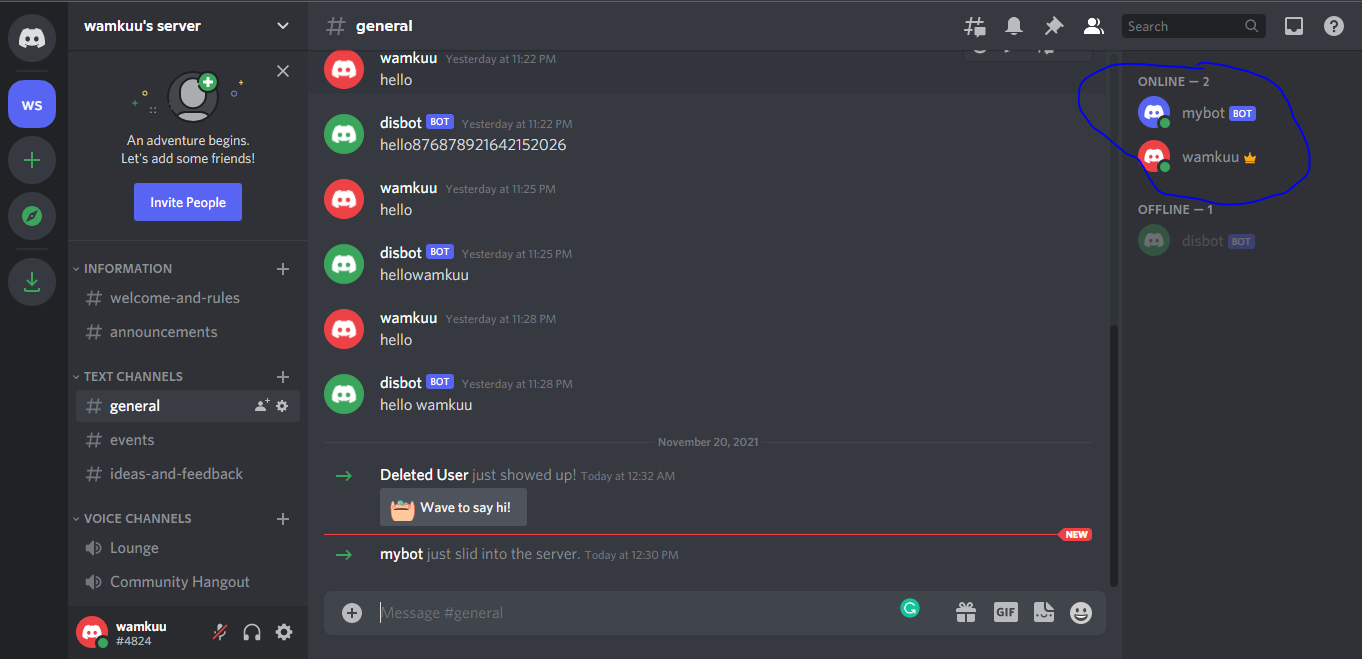 wamkuu's server
general
Search
WS
An adventure begins.
Let's add some friends!
Invite People
INFORMATION
welcome-and-rules
announcements
TEXT CHANNELS
general
events
ideas-and-feedback
VOICE CHANNELS
Lounge
Community Hangout
wamkuu
#4824
wamkuu Yesterday at 11:22 PM
hello
disbot BOT Yesterday at 11:22 PM
hello876878921642152026
wamkuu Yesterday at 11:25 PM
hello
disbot BOT Yesterday at 11:25 PM
hellowamkuu
wamkuu Yesterday at 11:28 PM
hello
disbot BOT Yesterday at 11:28 PM
hello wamkuu
November 20, 2021
Deleted User just showed up! Today at 12:32 AM
Wave to say hi!
NEW
mybot just slid into the server. Today at 12:30 PM
Message #general
GIF
ONLINE — 2
mybot BOT
wamkuu
OFFLINE — 1
disbot BOT